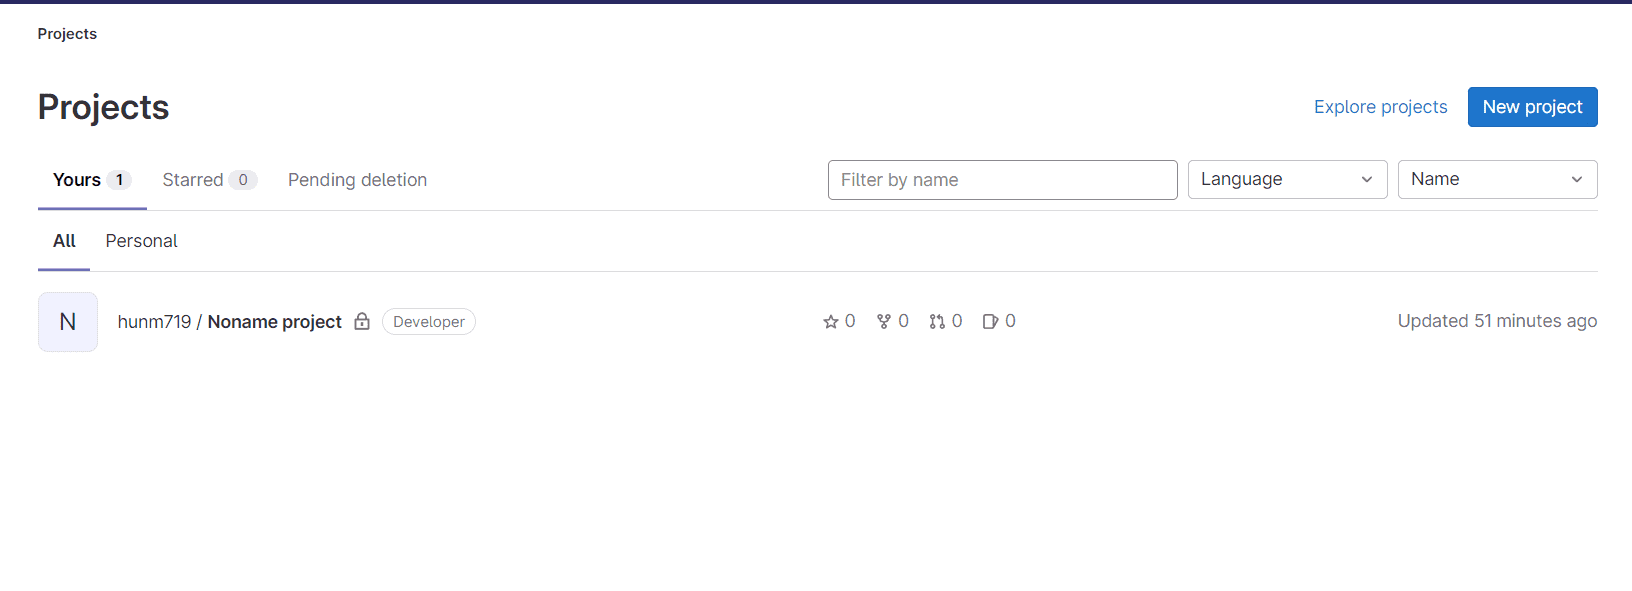 Projects
Projects
Explore projects New project
Yours 1 Starred 0 Pending deletion Filter by name Language Name
All Personal
N hunm719 / Noname project Developer 0 0 0 0 Updated 51 minutes ago